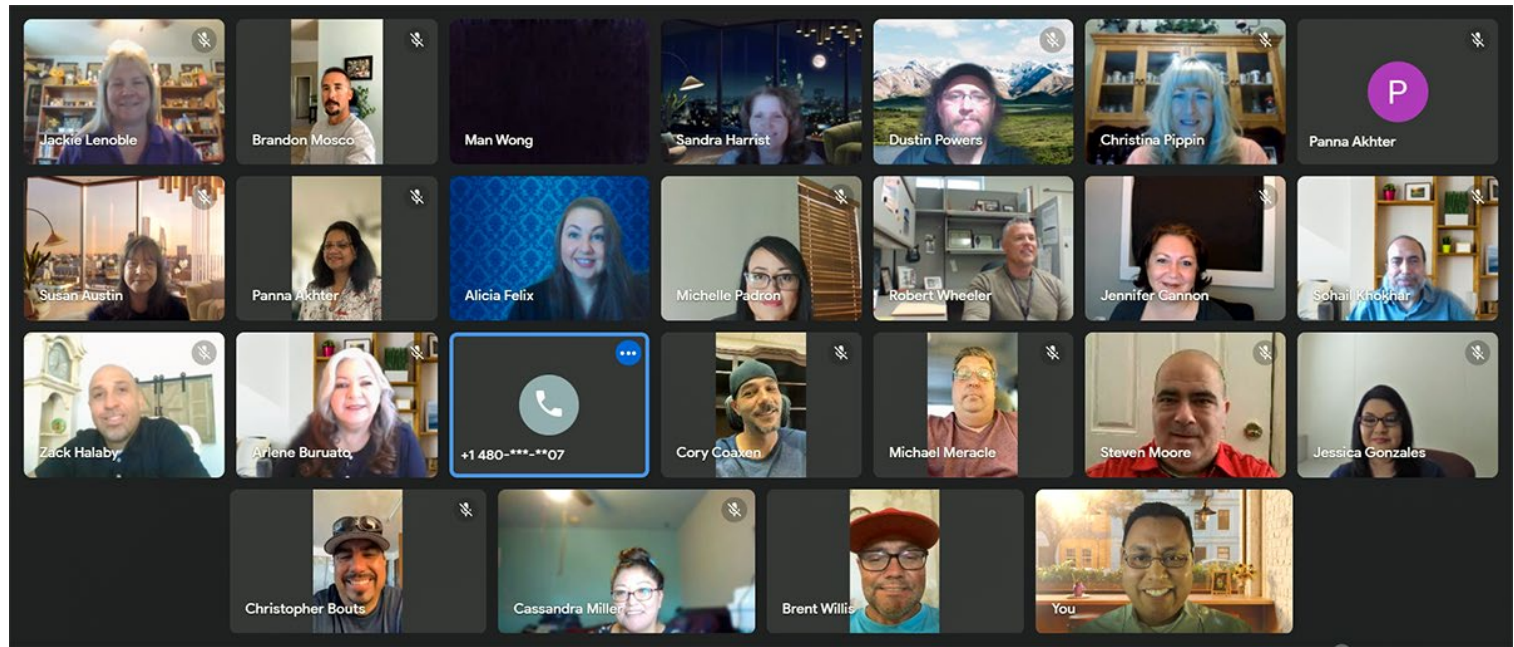 Jackie Lenoble
Brandon Mosco
Man Wong
Sandra Harrist
Dustin Powers
Christina Pippin
P
Panna Akhter
Susan Austin
Panna Akhter
Alicia Felix
Michelle Padron
Robert Wheeler
Jennifer Cannon
Sohail Khokhar
Zack Halaby
Arlene Buruato
+1 480-***-**07
Cory Coaxen
Michael Meracle
Steven Moore
Jessica Gonzales
Christopher Bouts
Cassandra Miller
Brent Willis
You